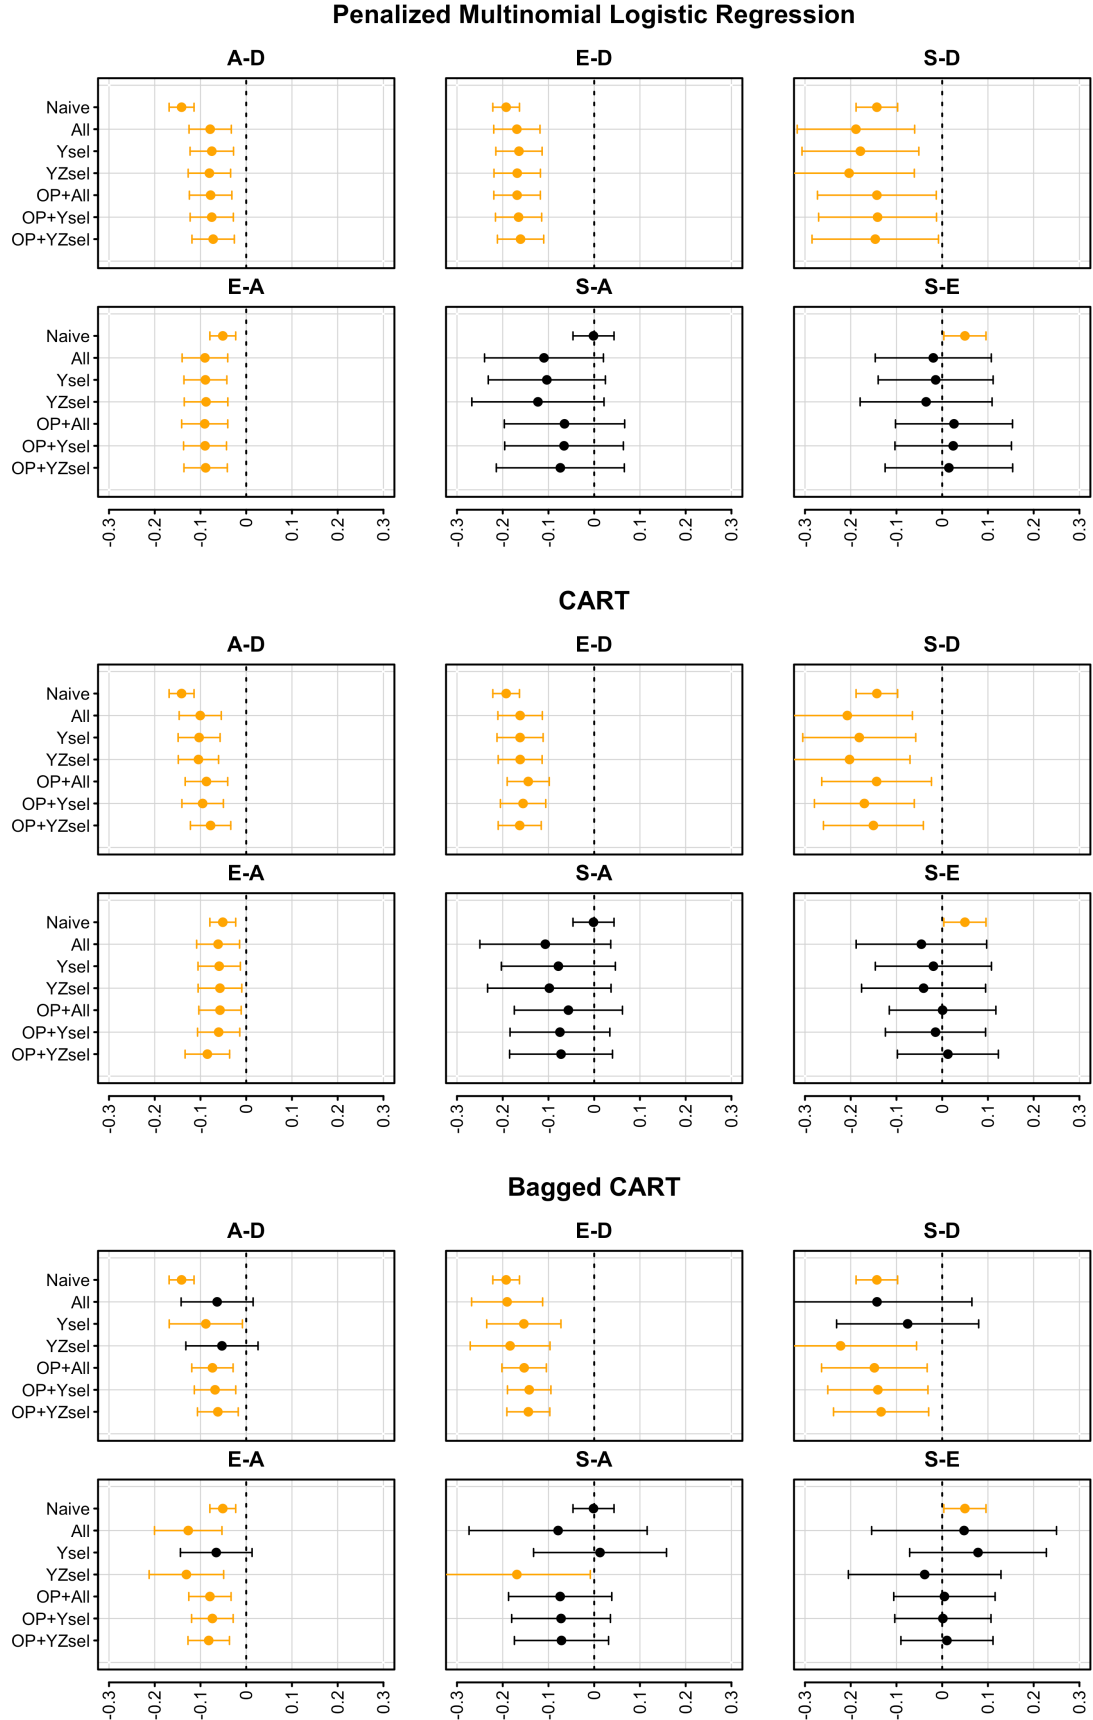 Penalized Multinomial Logistic Regression
A-D E-D S-D
Naive
All
Ysel
YZsel
OP+All
OP+Ysel
OP+YZsel
E-A S-A S-E
Naive
All
Ysel
YZsel
OP+All
OP+Ysel
OP+YZsel
-0.3 -0.2 -0.1 0 0.1 0.2 0.3 -0.3 -0.2 -0.1 0 0.1 0.2 0.3 -0.3 -0.2 -0.1 0 0.1 0.2 0.3
CART
A-D E-D S-D
Naive
All
Ysel
YZsel
OP+All
OP+Ysel
OP+YZsel
E-A S-A S-E
Naive
All
Ysel
YZsel
OP+All
OP+Ysel
OP+YZsel
-0.3 -0.2 -0.1 0 0.1 0.2 0.3 -0.3 -0.2 -0.1 0 0.1 0.2 0.3 -0.3 -0.2 -0.1 0 0.1 0.2 0.3
Bagged CART
A-D E-D S-D
Naive
All
Ysel
YZsel
OP+All
OP+Ysel
OP+YZsel
E-A S-A S-E
Naive
All
Ysel
YZsel
OP+All
OP+Ysel
OP+YZsel
-0.3 -0.2 -0.1 0 0.1 0.2 0.3 -0.3 -0.2 -0.1 0 0.1 0.2 0.3 -0.3 -0.2 -0.1 0 0.1 0.2 0.3